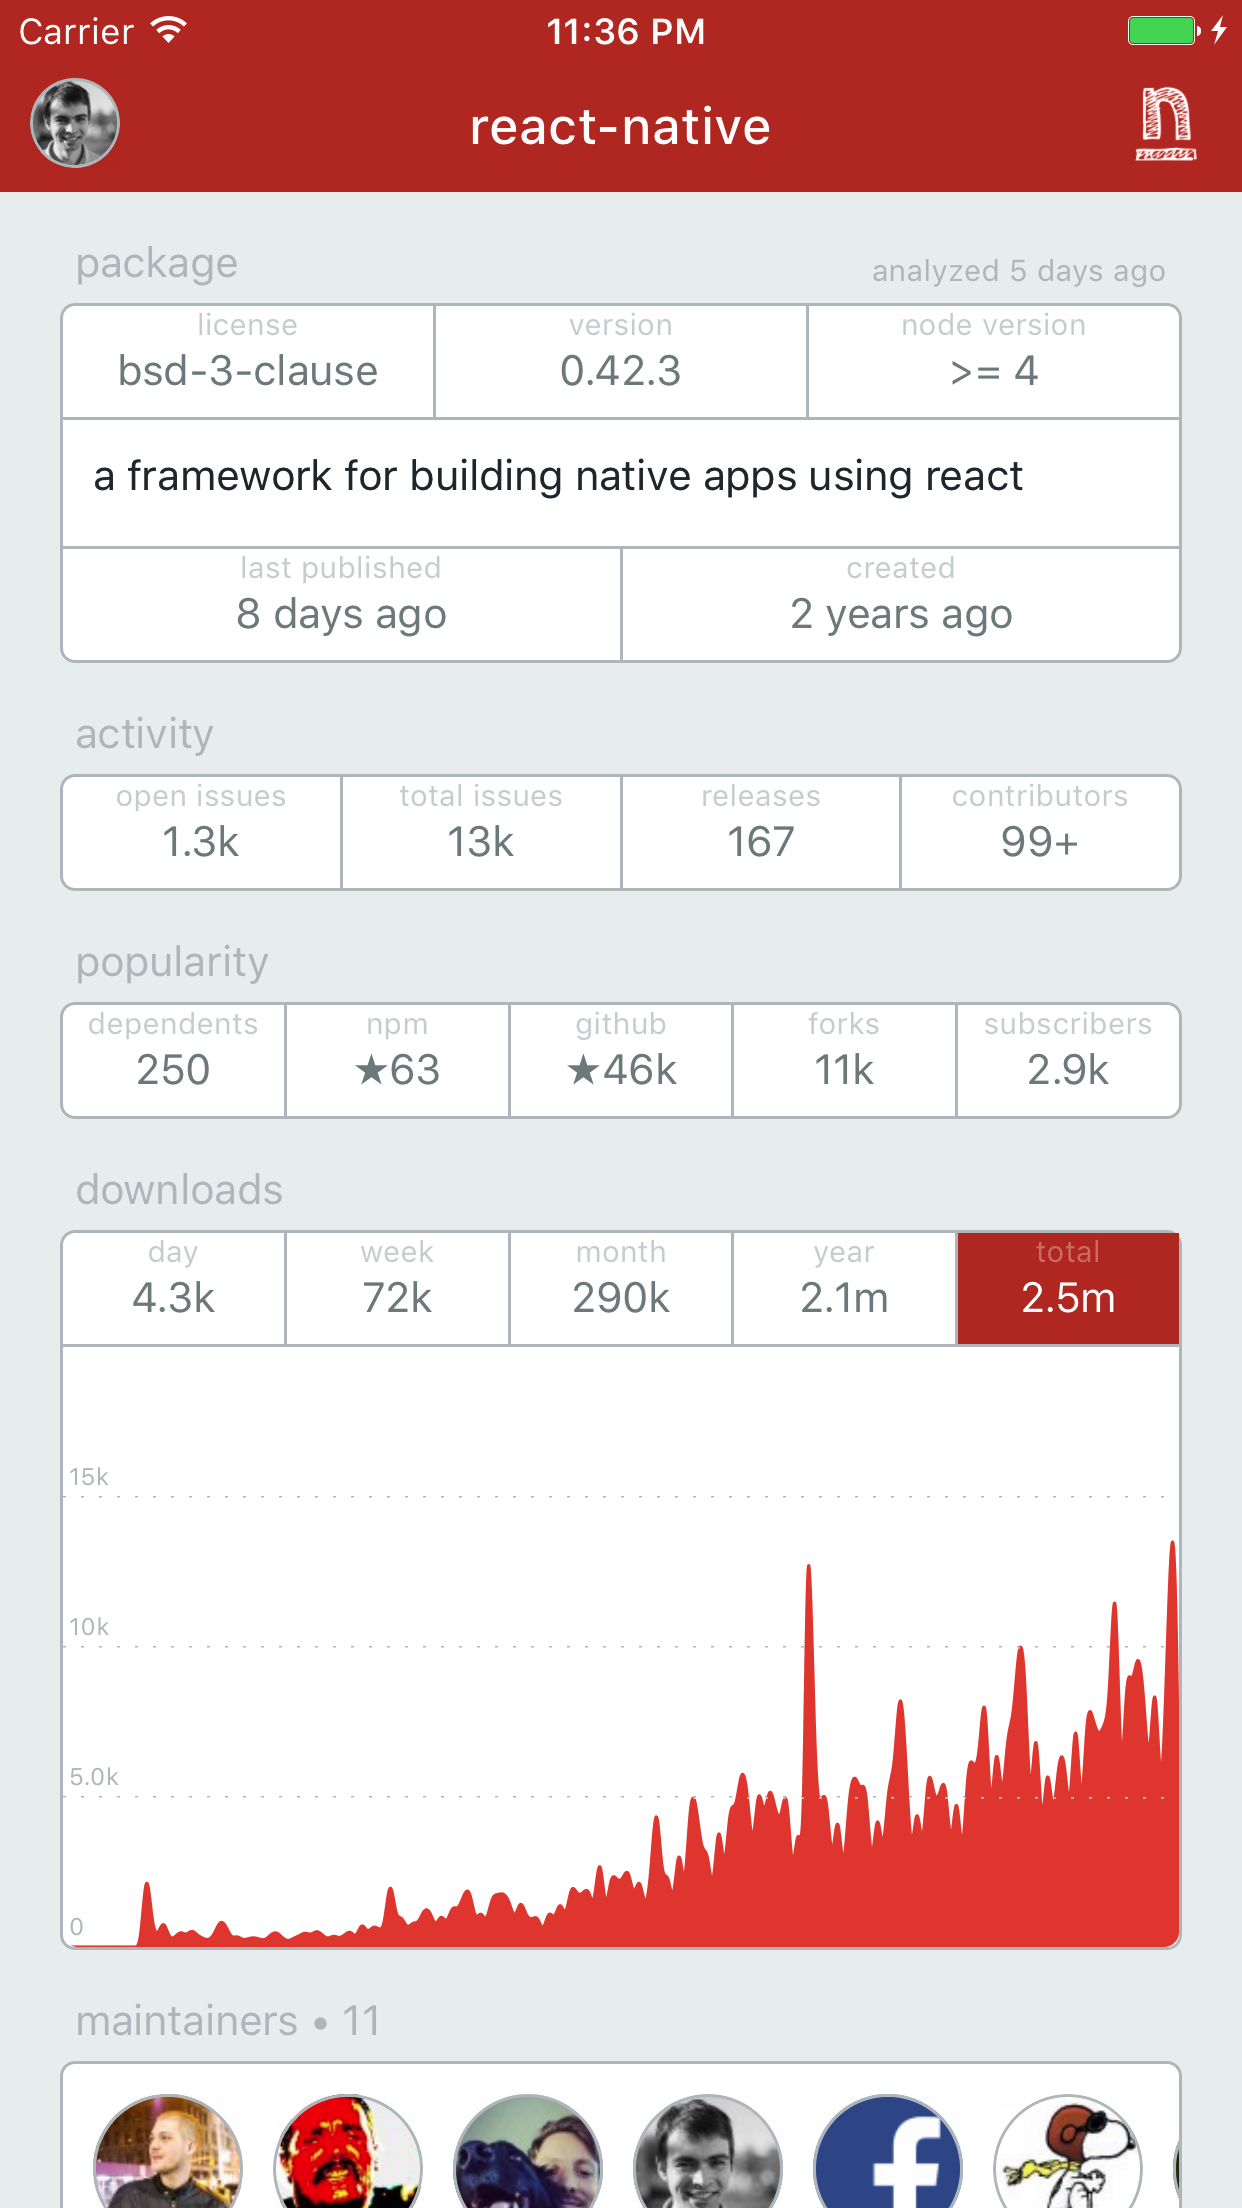 Carrier 11:36 PM
react-native n
package analyzed 5 days ago
license version node version
bsd-3-clause 0.42.3 >= 4
a framework for building native apps using react
last published created
8 days ago 2 years ago
activity
open issues total issues releases contributors
1.3k 13k 167 99+
popularity
dependents npm github forks subscribers
250 ★63 ★46k 11k 2.9k
downloads
day week month year total
4.3k 72k 290k 2.1m 2.5m
15k
10k
5.0k
0
maintainers • 11
f